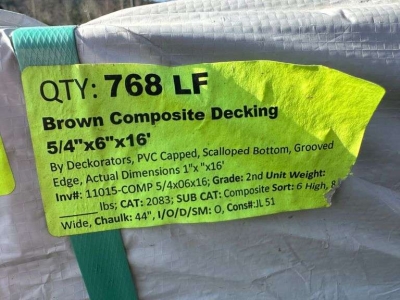 QTY: 768 LF
Brown Composite Decking
5/4"x6"x16'
By Deckorators, PVC Capped, Scalloped Bottom, Grooved
Edge, Actual Dimensions 1"x "x16'
Inv#: 11015-COMP 5/4x06x16; Grade: 2nd Unit Weight:
______ lbs; CAT: 2083; SUB CAT: Composite Sort: 6 High, 8
Wide, Chaulk: 44", I/O/D/SM: O, Cons#:JL 51